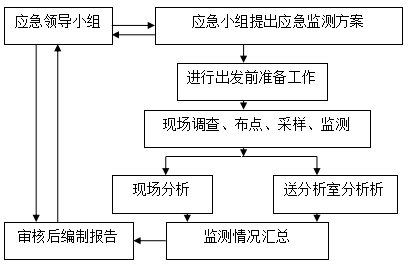 应急领导小组
应急小组提出应急监测方案
进行出发前准备工作
现场调查、布点、采样、监测
现场分析
送分析室分析析
审核后编制报告
监测情况汇总